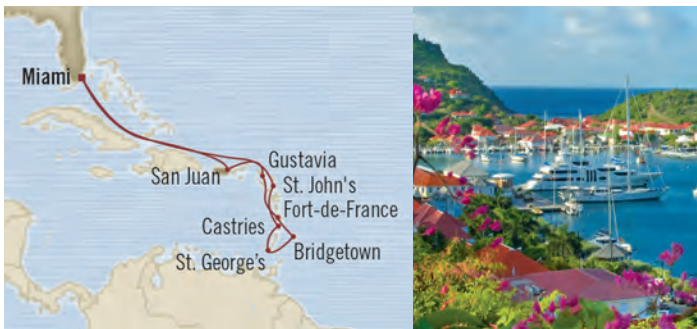 Miami
San Juan
Gustavia
St. John's
Fort-de-France
Castries
St. George's
Bridgetown